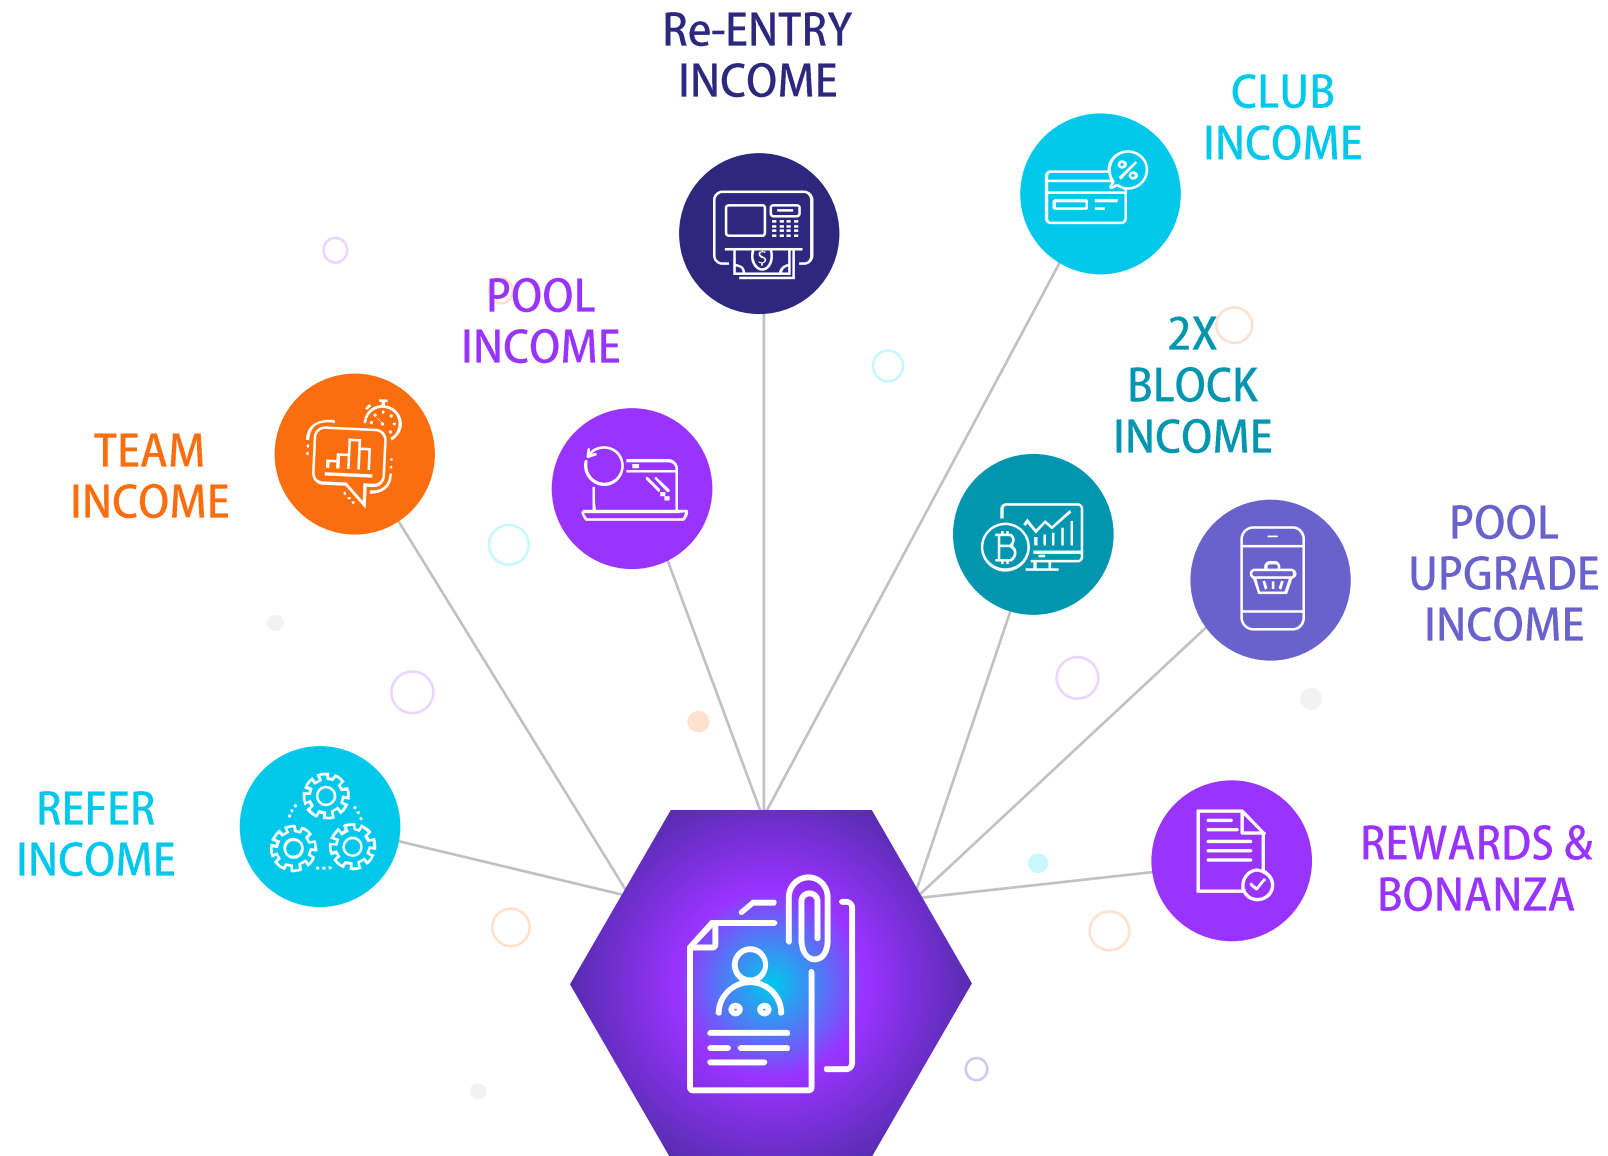 Re-ENTRY
INCOME
CLUB
INCOME
POOL
INCOME
2X
BLOCK
INCOME
TEAM
INCOME
POOL
UPGRADE
INCOME
REFER
INCOME
REWARDS &
BONANZA